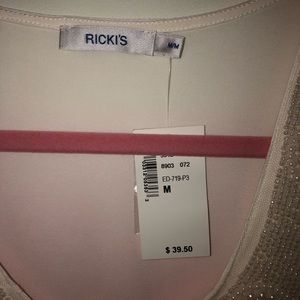 RICKI'S
M/M
8903 072
ED-719-P3
M
$ 39.50